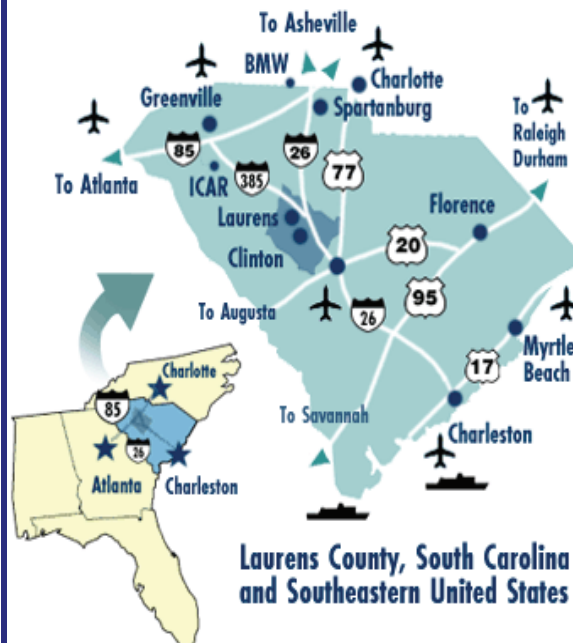 To Asheville
BMW
Charlotte
Greenville
Spartanburg
To
Raleigh
Durham
85
26
77
To Atlanta
ICAR
385
Laurens
Florence
Clinton
20
To Augusta
95
26
Myrtle
Beach
17
To Savannah
Charleston
Charlotte
85
26
Atlanta
Charleston
Laurens County, South Carolina
and Southeastern United States